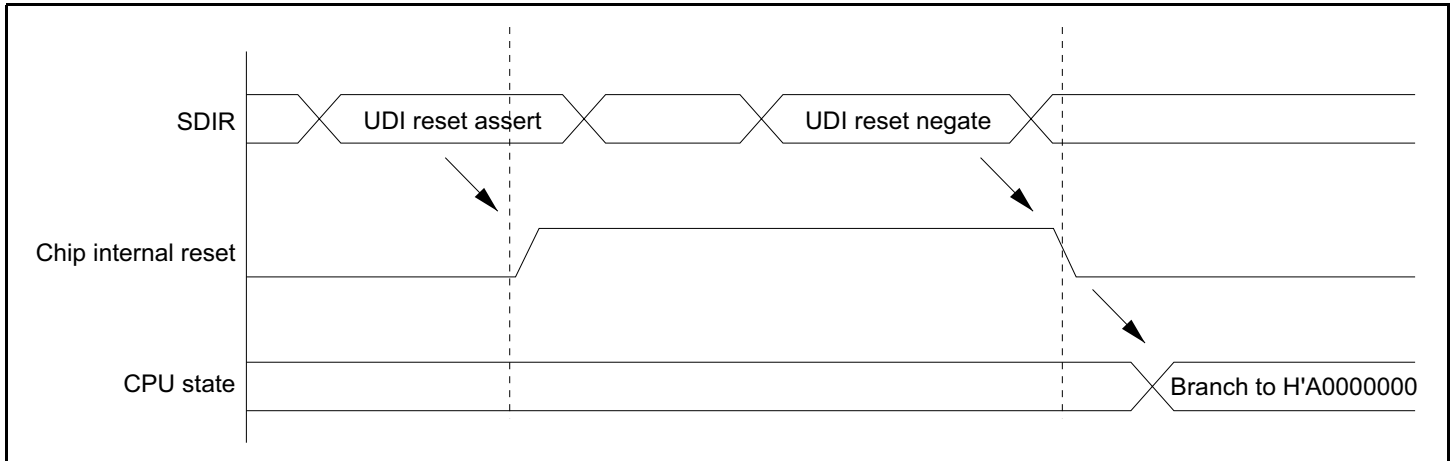 SDIR
UDI reset assert
UDI reset negate
Chip internal reset
CPU state
Branch to H'A0000000